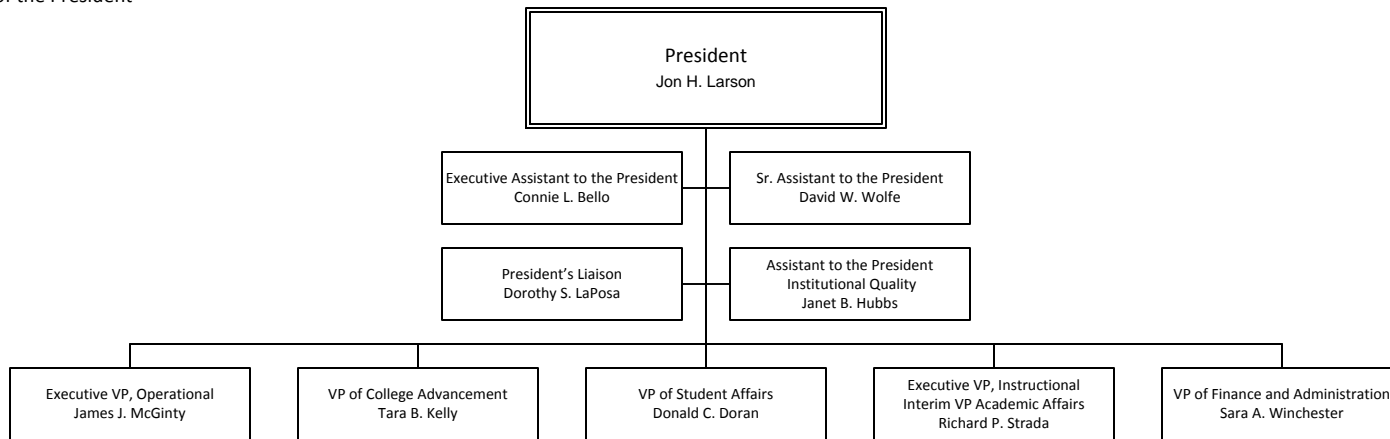 the President
President
Jon H. Larson
Executive Assistant to the President
Connie L. Bello
Sr. Assistant to the President
David W. Wolfe
President’s Liaison
Dorothy S. LaPosa
Assistant to the President
Institutional Quality
Janet B. Hubbs
Executive VP, Operational
James J. McGinty
VP of College Advancement
Tara B. Kelly
VP of Student Affairs
Donald C. Doran
Executive VP, Instructional
Interim VP Academic Affairs
Richard P. Strada
VP of Finance and Administration
Sara A. Winchester